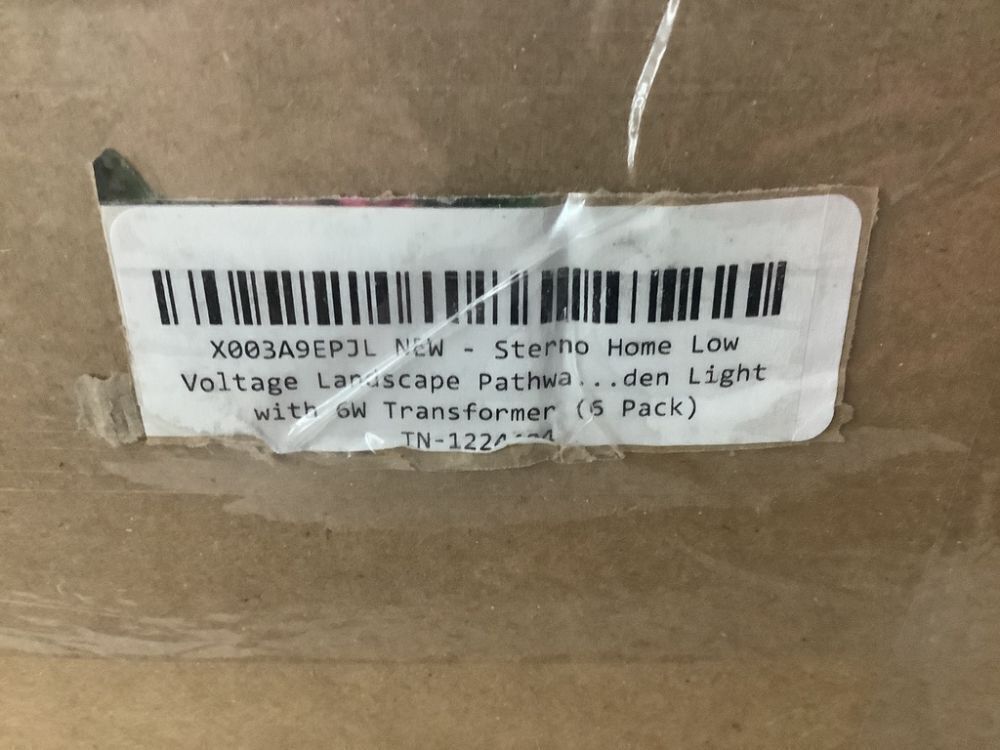 X003A9EPJL NEW - Sterno Home Low
Voltage Landscape Pathwa...den Light
with 6W Transformer (6 Pack)